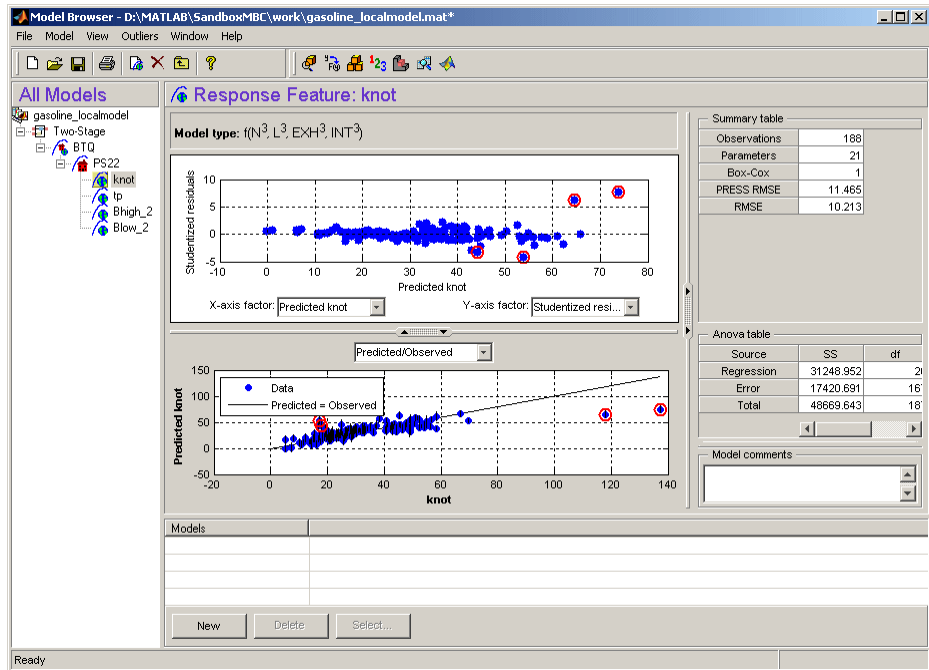 Model Browser - D:\MATLAB\SandboxMBC\work\gasoline_localmodel.mat*
File Model View Outliers Window Help
All Models
gasoline_localmodel
Two-Stage
BTQ
PS22
knot
tp
Bhigh_2
Blow_2
Response Feature: knot
Model type: f(N3, L3, EXH3, INT3)
Studentized residuals
10
5
0
-5
-10 0 10 20 30 40 50 60 70 80
Predicted knot
X-axis factor: Predicted knot Y-axis factor: Studentized resi...
Predicted/Observed
Predicted knot
150
100
50
0
-50
Data
Predicted = Observed
-20 0 20 40 60 80 100 120 140
knot
Summary table
Observations 188
Parameters 21
Box-Cox 1
PRESS RMSE 11.465
RMSE 10.213
Anova table
Source SS df
Regression 31248.952
Error 17420.691 16
Total 48669.643 18
Model comments
Models
New Delete Select...
Ready